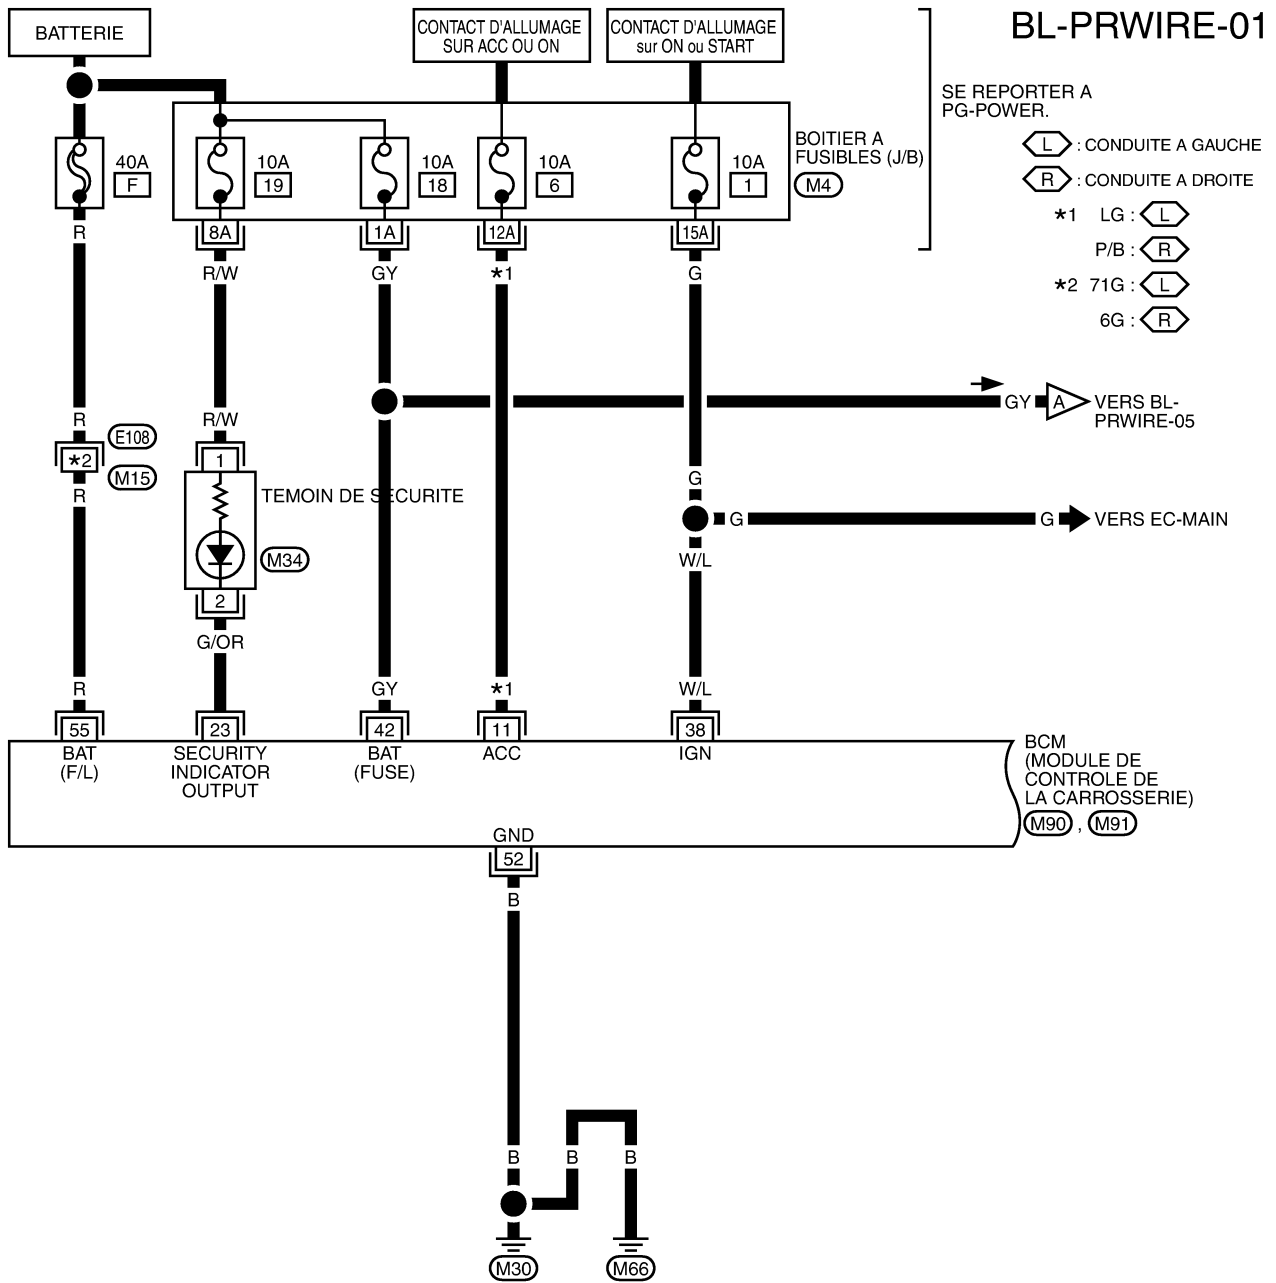 BL-PRWIRE-01
BATTERIE
CONTACT D'ALLUMAGE
SUR ACC OU ON
CONTACT D'ALLUMAGE
sur ON ou START
SE REPORTER A
PG-POWER.
L : CONDUITE A GAUCHE
R : CONDUITE A DROITE
*1 LG : L
P/B : R
*2 71G : L
6G : R
40A
F
10A
19
10A
18
10A
6
10A
1
BOITIER A
FUSIBLES (J/B)
M4
R
8A
1A
12A
15A
R/W
GY
*1
G
GY
A
VERS BL-
PRWIRE-05
R
R/W
E108
*2
M15
R
1
TEMOIN DE SECURITE
M34
2
G/OR
G
G
G
VERS EC-MAIN
W/L
R
GY
*1
W/L
55
23
42
11
38
BAT
(F/L)
SECURITY
INDICATOR
OUTPUT
BAT
(FUSE)
ACC
IGN
BCM
(MODULE DE
CONTROLE DE
LA CARROSSERIE)
M90 , M91
GND
52
B
B
B
B
M30
M66